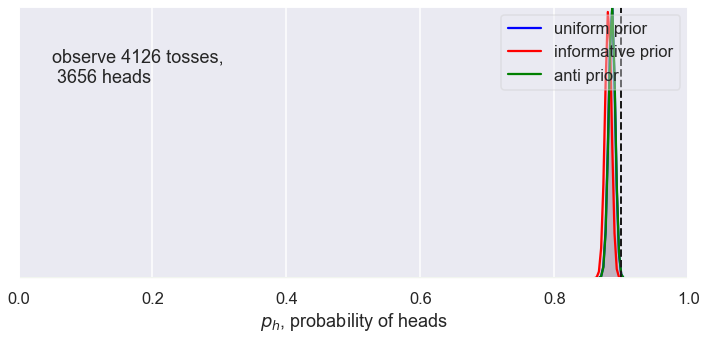 observe 4126 tosses,
3656 heads
uniform prior
informative prior
anti prior
0.0 0.2 0.4 0.6 0.8 1.0
p_h, probability of heads